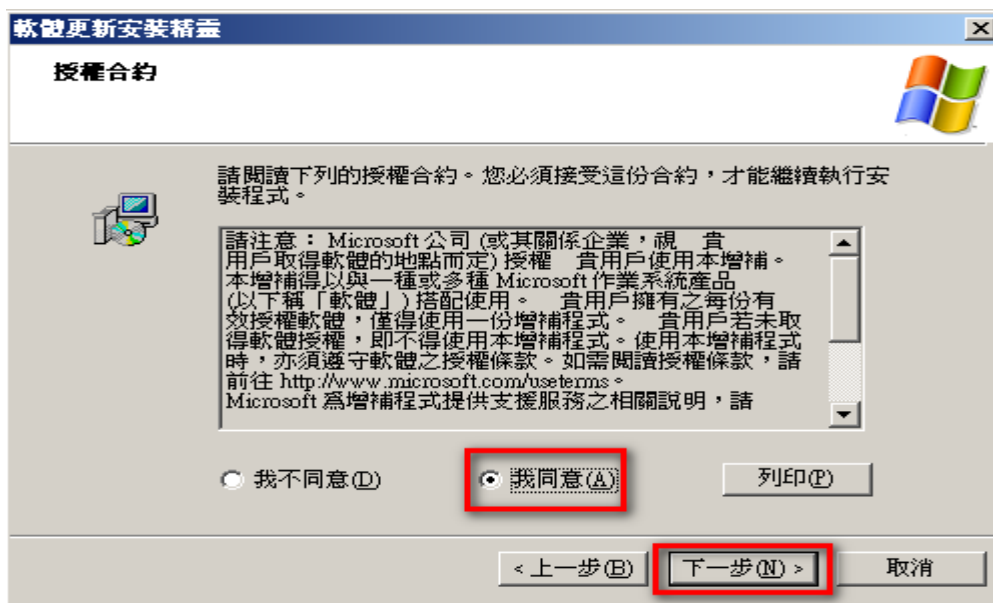 軟體更新安裝精靈
授權合約
請閱讀下列的授權合約。您必須接受這份合約，才能繼續執行安
裝程式。
請注意： Microsoft 公司 (或其關係企業，視　貴
用戶取得軟體的地點而定) 授權　貴用戶使用本增補。
本增補得以與一種或多種 Microsoft 作業系統產品
(以下稱「軟體」) 搭配使用。　貴用戶擁有之每份有
效授權軟體，僅得使用一份增補程式。　貴用戶若未取
得軟體授權，即不得使用本增補程式。使用本增補程式
時，亦須遵守軟體之授權條款。如需閱讀授權條款，請
前往 http://www.microsoft.com/useterms。
Microsoft 為增補程式提供支援服務之相關說明，請
我不同意(D) 我同意(A) 列印(P)
<上一步(B) 下一步(N) > 取消